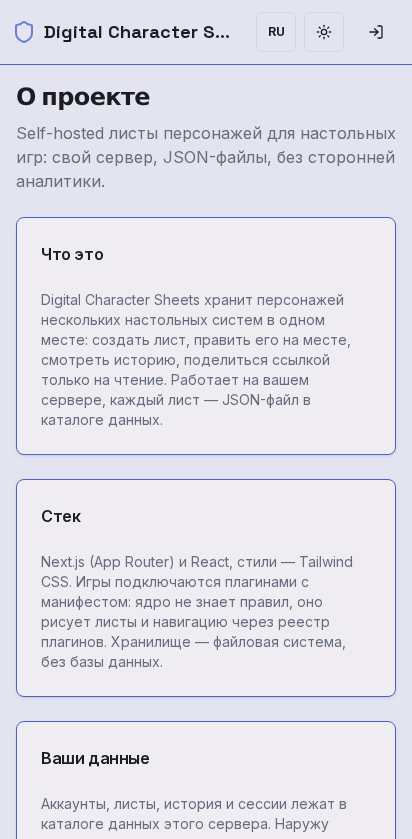 Digital Character S...
RU
О проекте
Self-hosted листы персонажей для настольных
игр: свой сервер, JSON-файлы, без сторонней
аналитики.
Что это
Digital Character Sheets хранит персонажей
нескольких настольных систем в одном
месте: создать лист, править его на месте,
смотреть историю, поделиться ссылкой
только на чтение. Работает на вашем
сервере, каждый лист — JSON-файл в
каталоге данных.
Стек
Next.js (App Router) и React, стили — Tailwind
CSS. Игры подключаются плагинами с
манифестом: ядро не знает правил, оно
рисует листы и навигацию через реестр
плагинов. Хранилище — файловая система,
без базы данных.
Ваши данные
Аккаунты, листы, история и сессии лежат в
каталоге данных этого сервера. Наружу